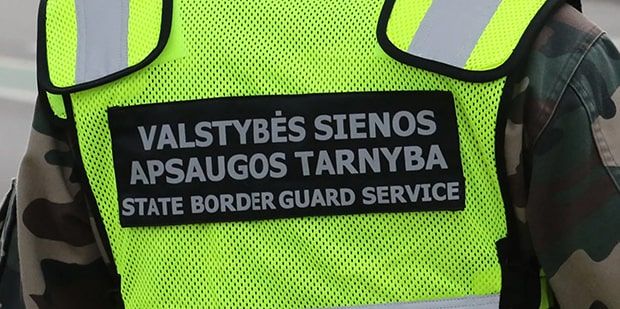 VALSTYBĖS SIENOS
APSAUGOS TARNYBA
STATE BORDER GUARD SERVICE